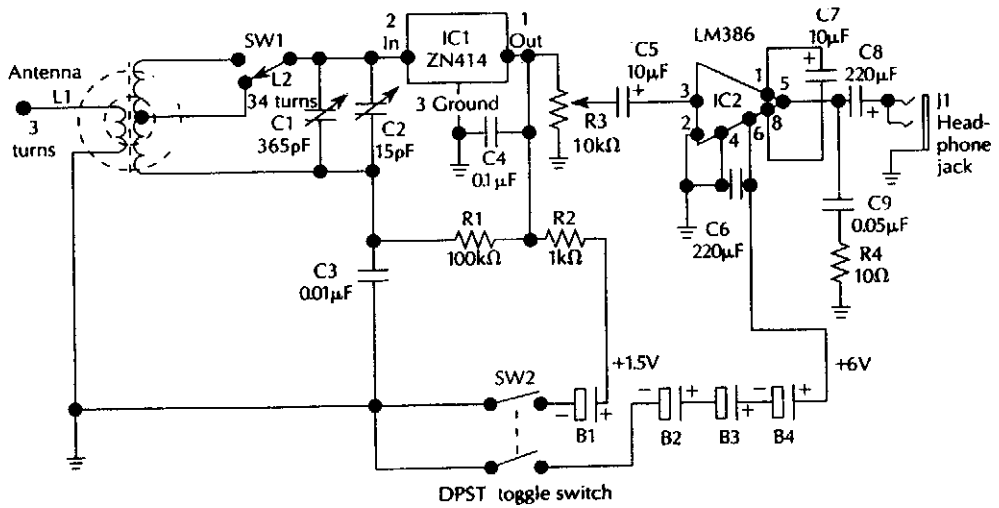 Antenna
L1
3
turns
SW1
L2
34 turns
C1
365pF
C2
15pF
2
In
IC1
ZN414
1
Out
3 Ground
C4
0.1µF
R3
10kΩ
C5
10µF
+
LM386
IC2
3
2
4
6
1
5
8
C7
10µF
+
C8
220µF
+
J1
Head-
phone
jack
C6
220µF
C9
0.05µF
R4
10Ω
R1
100kΩ
R2
1kΩ
C3
0.01µF
+1.5V
+6V
SW2
− +
B1
− +
B2
+
B3
− +
B4
DPST toggle switch